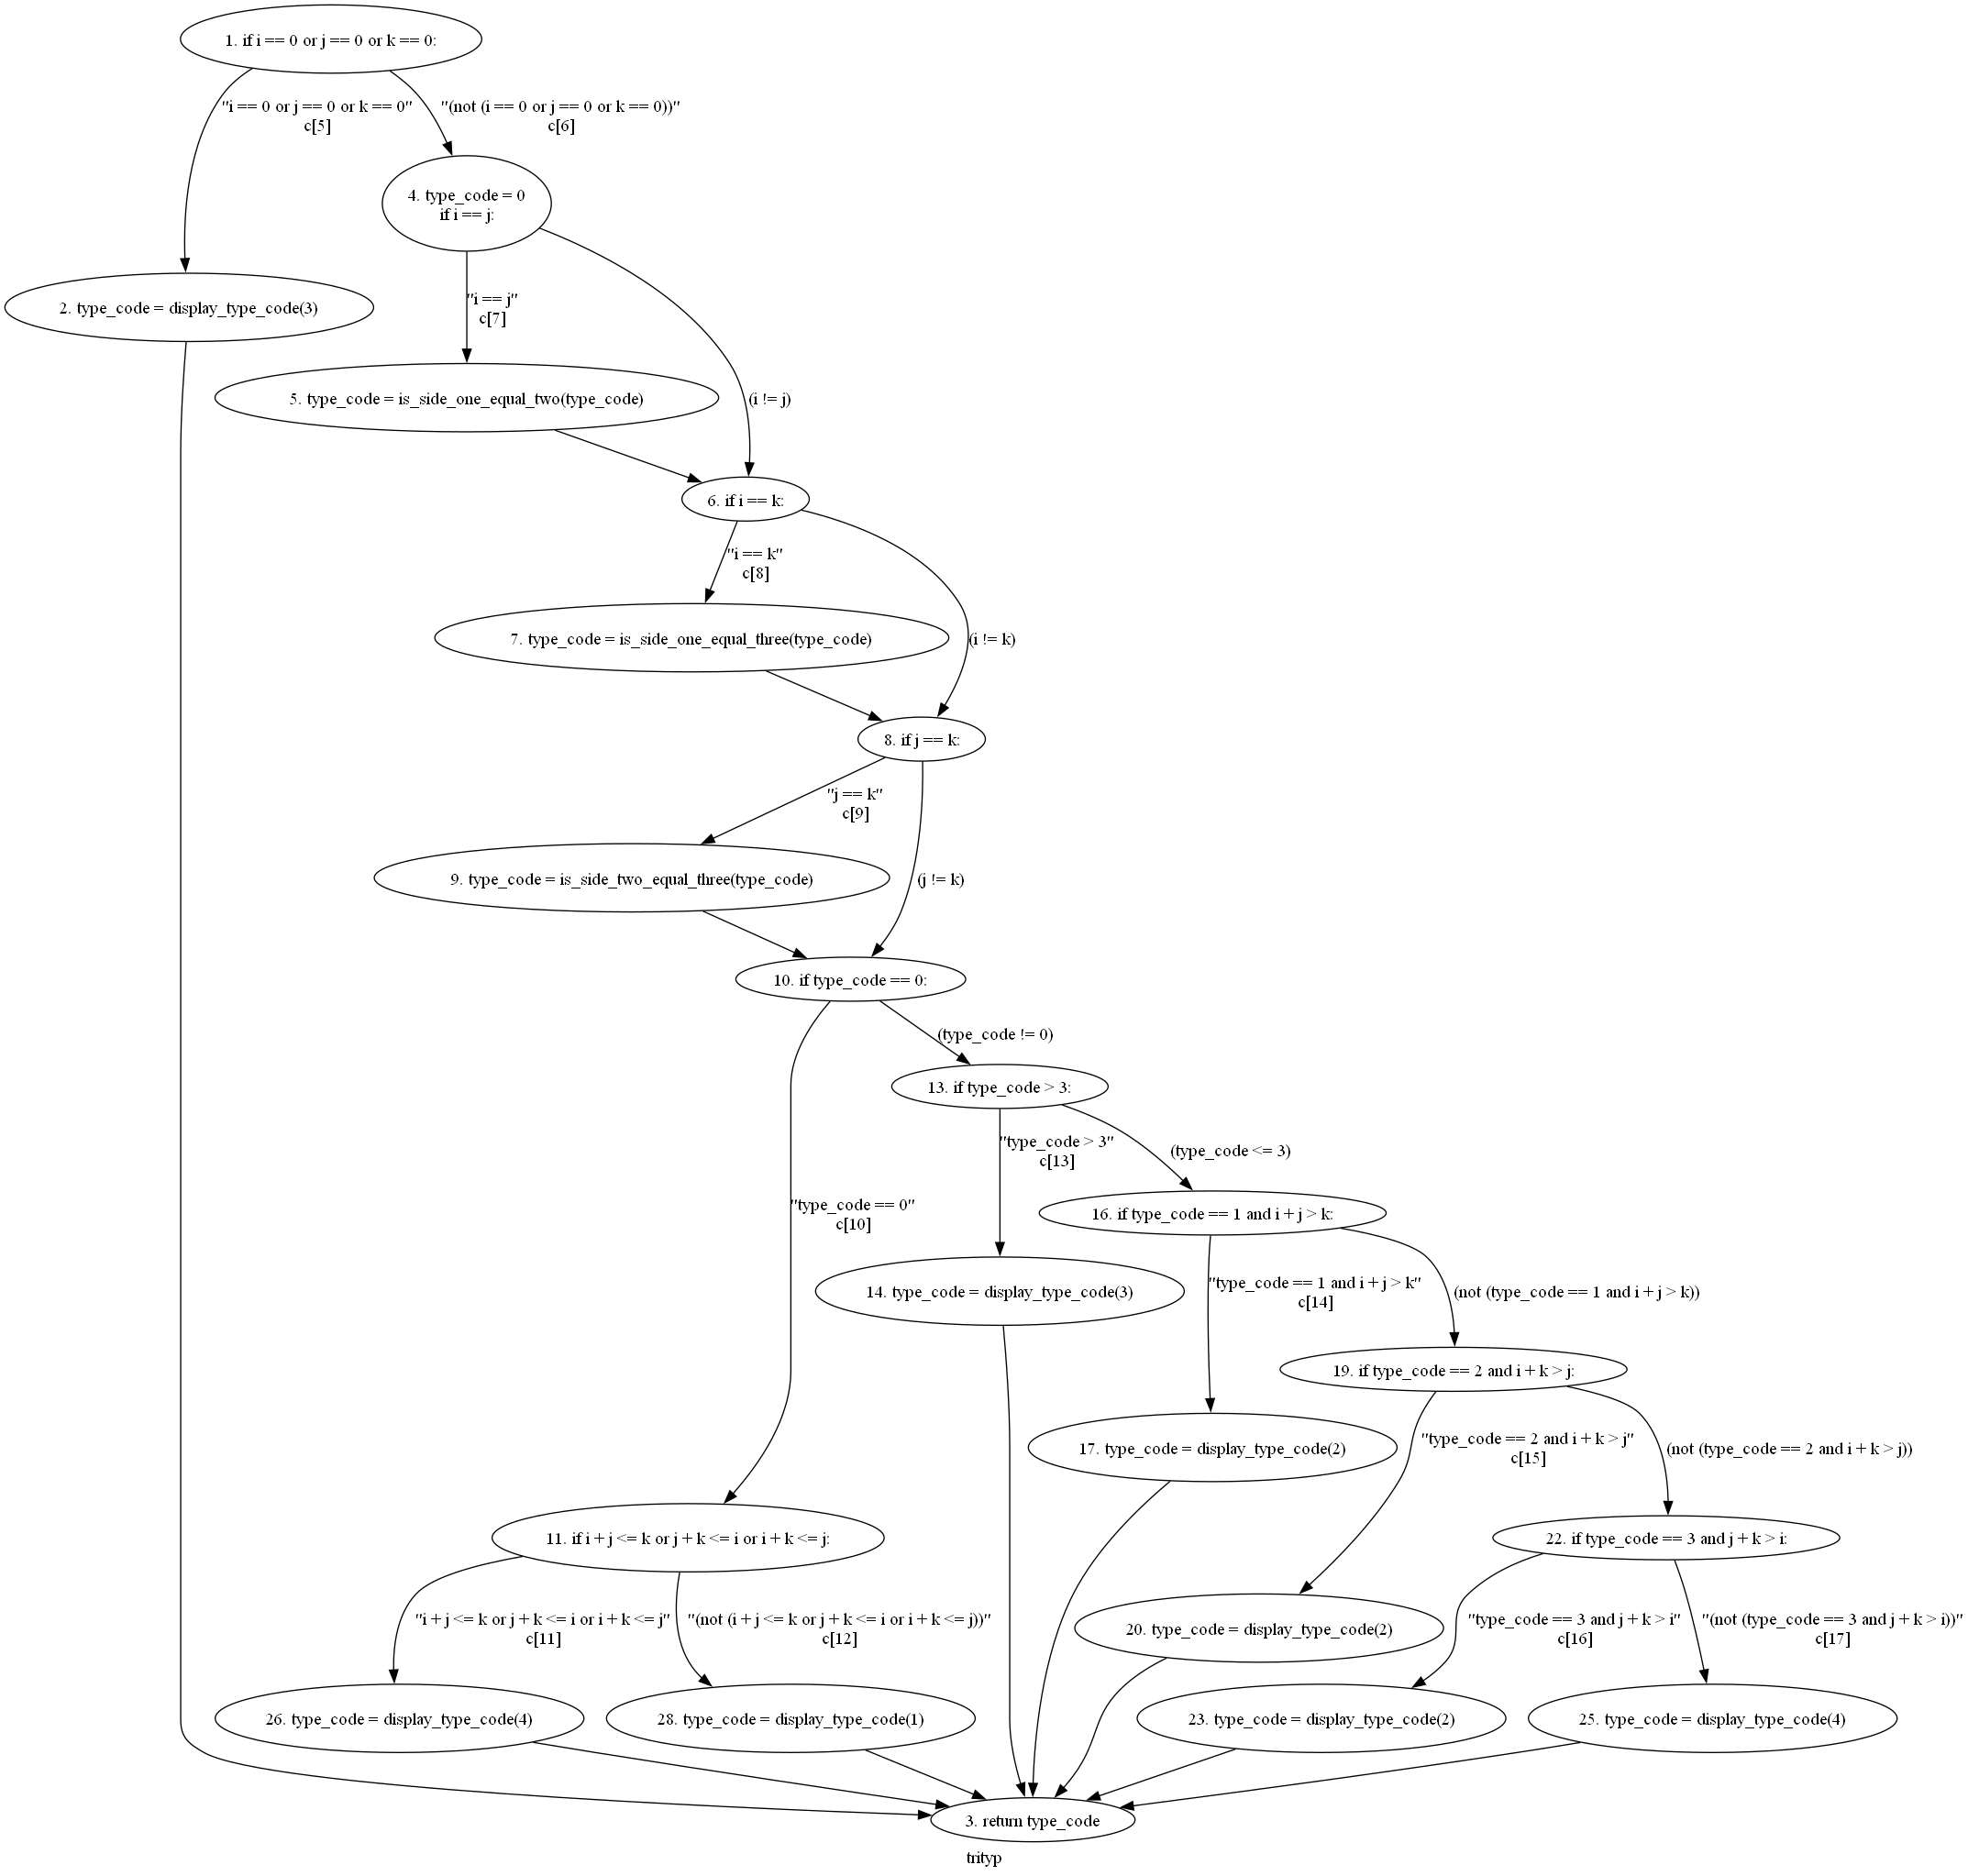 1. if i == 0 or j == 0 or k == 0:
"i == 0 or j == 0 or k == 0"
c[5]
"(not (i == 0 or j == 0 or k == 0))"
c[6]
4. type_code = 0
if i == j:
2. type_code = display_type_code(3)
"i == j"
c[7]
(i != j)
5. type_code = is_side_one_equal_two(type_code)
6. if i == k:
"i == k"
c[8]
(i != k)
7. type_code = is_side_one_equal_three(type_code)
8. if j == k:
"j == k"
c[9]
(j != k)
9. type_code = is_side_two_equal_three(type_code)
10. if type_code == 0:
(type_code != 0)
13. if type_code > 3:
"type_code > 3"
c[13]
(type_code <= 3)
"type_code == 0"
c[10]
16. if type_code == 1 and i + j > k:
14. type_code = display_type_code(3)
"type_code == 1 and i + j > k"
c[14]
(not (type_code == 1 and i + j > k))
19. if type_code == 2 and i + k > j:
17. type_code = display_type_code(2)
"type_code == 2 and i + k > j"
c[15]
(not (type_code == 2 and i + k > j))
11. if i + j <= k or j + k <= i or i + k <= j:
22. if type_code == 3 and j + k > i:
"i + j <= k or j + k <= i or i + k <= j"
c[11]
"(not (i + j <= k or j + k <= i or i + k <= j))"
c[12]
20. type_code = display_type_code(2)
"type_code == 3 and j + k > i"
c[16]
"(not (type_code == 3 and j + k > i))"
c[17]
26. type_code = display_type_code(4)
28. type_code = display_type_code(1)
23. type_code = display_type_code(2)
25. type_code = display_type_code(4)
3. return type_code
trityp